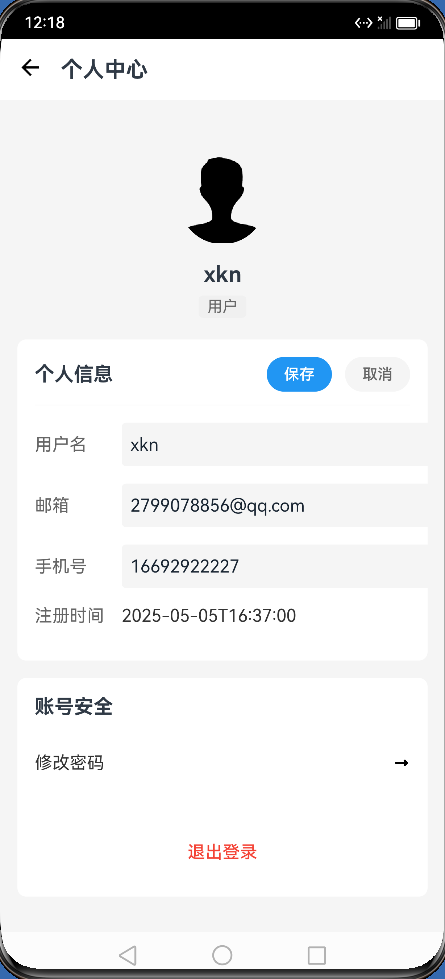 12:18
个人中心
xkn
用户
个人信息
保存
取消
用户名
xkn
邮箱
2799078856@qq.com
手机号
16692922227
注册时间
2025-05-05T16:37:00
账号安全
修改密码
退出登录